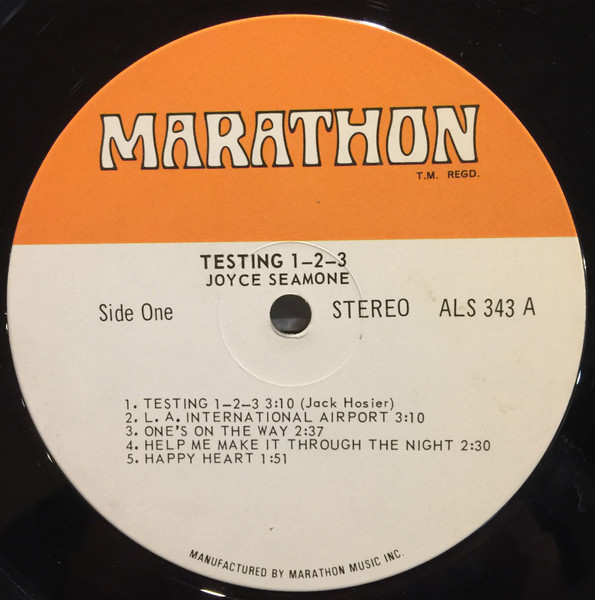 MARATHON
T.M. REGD.
TESTING 1-2-3
JOYCE SEAMONE
Side One
STEREO ALS 343 A
1. TESTING 1-2-3 3:10 (Jack Hosier)
2. L. A. INTERNATIONAL AIRPORT 3:10
3. ONE'S ON THE WAY 2:37
4. HELP ME MAKE IT THROUGH THE NIGHT 2:30
5. HAPPY HEART 1:51
MANUFACTURED BY MARATHON MUSIC INC.